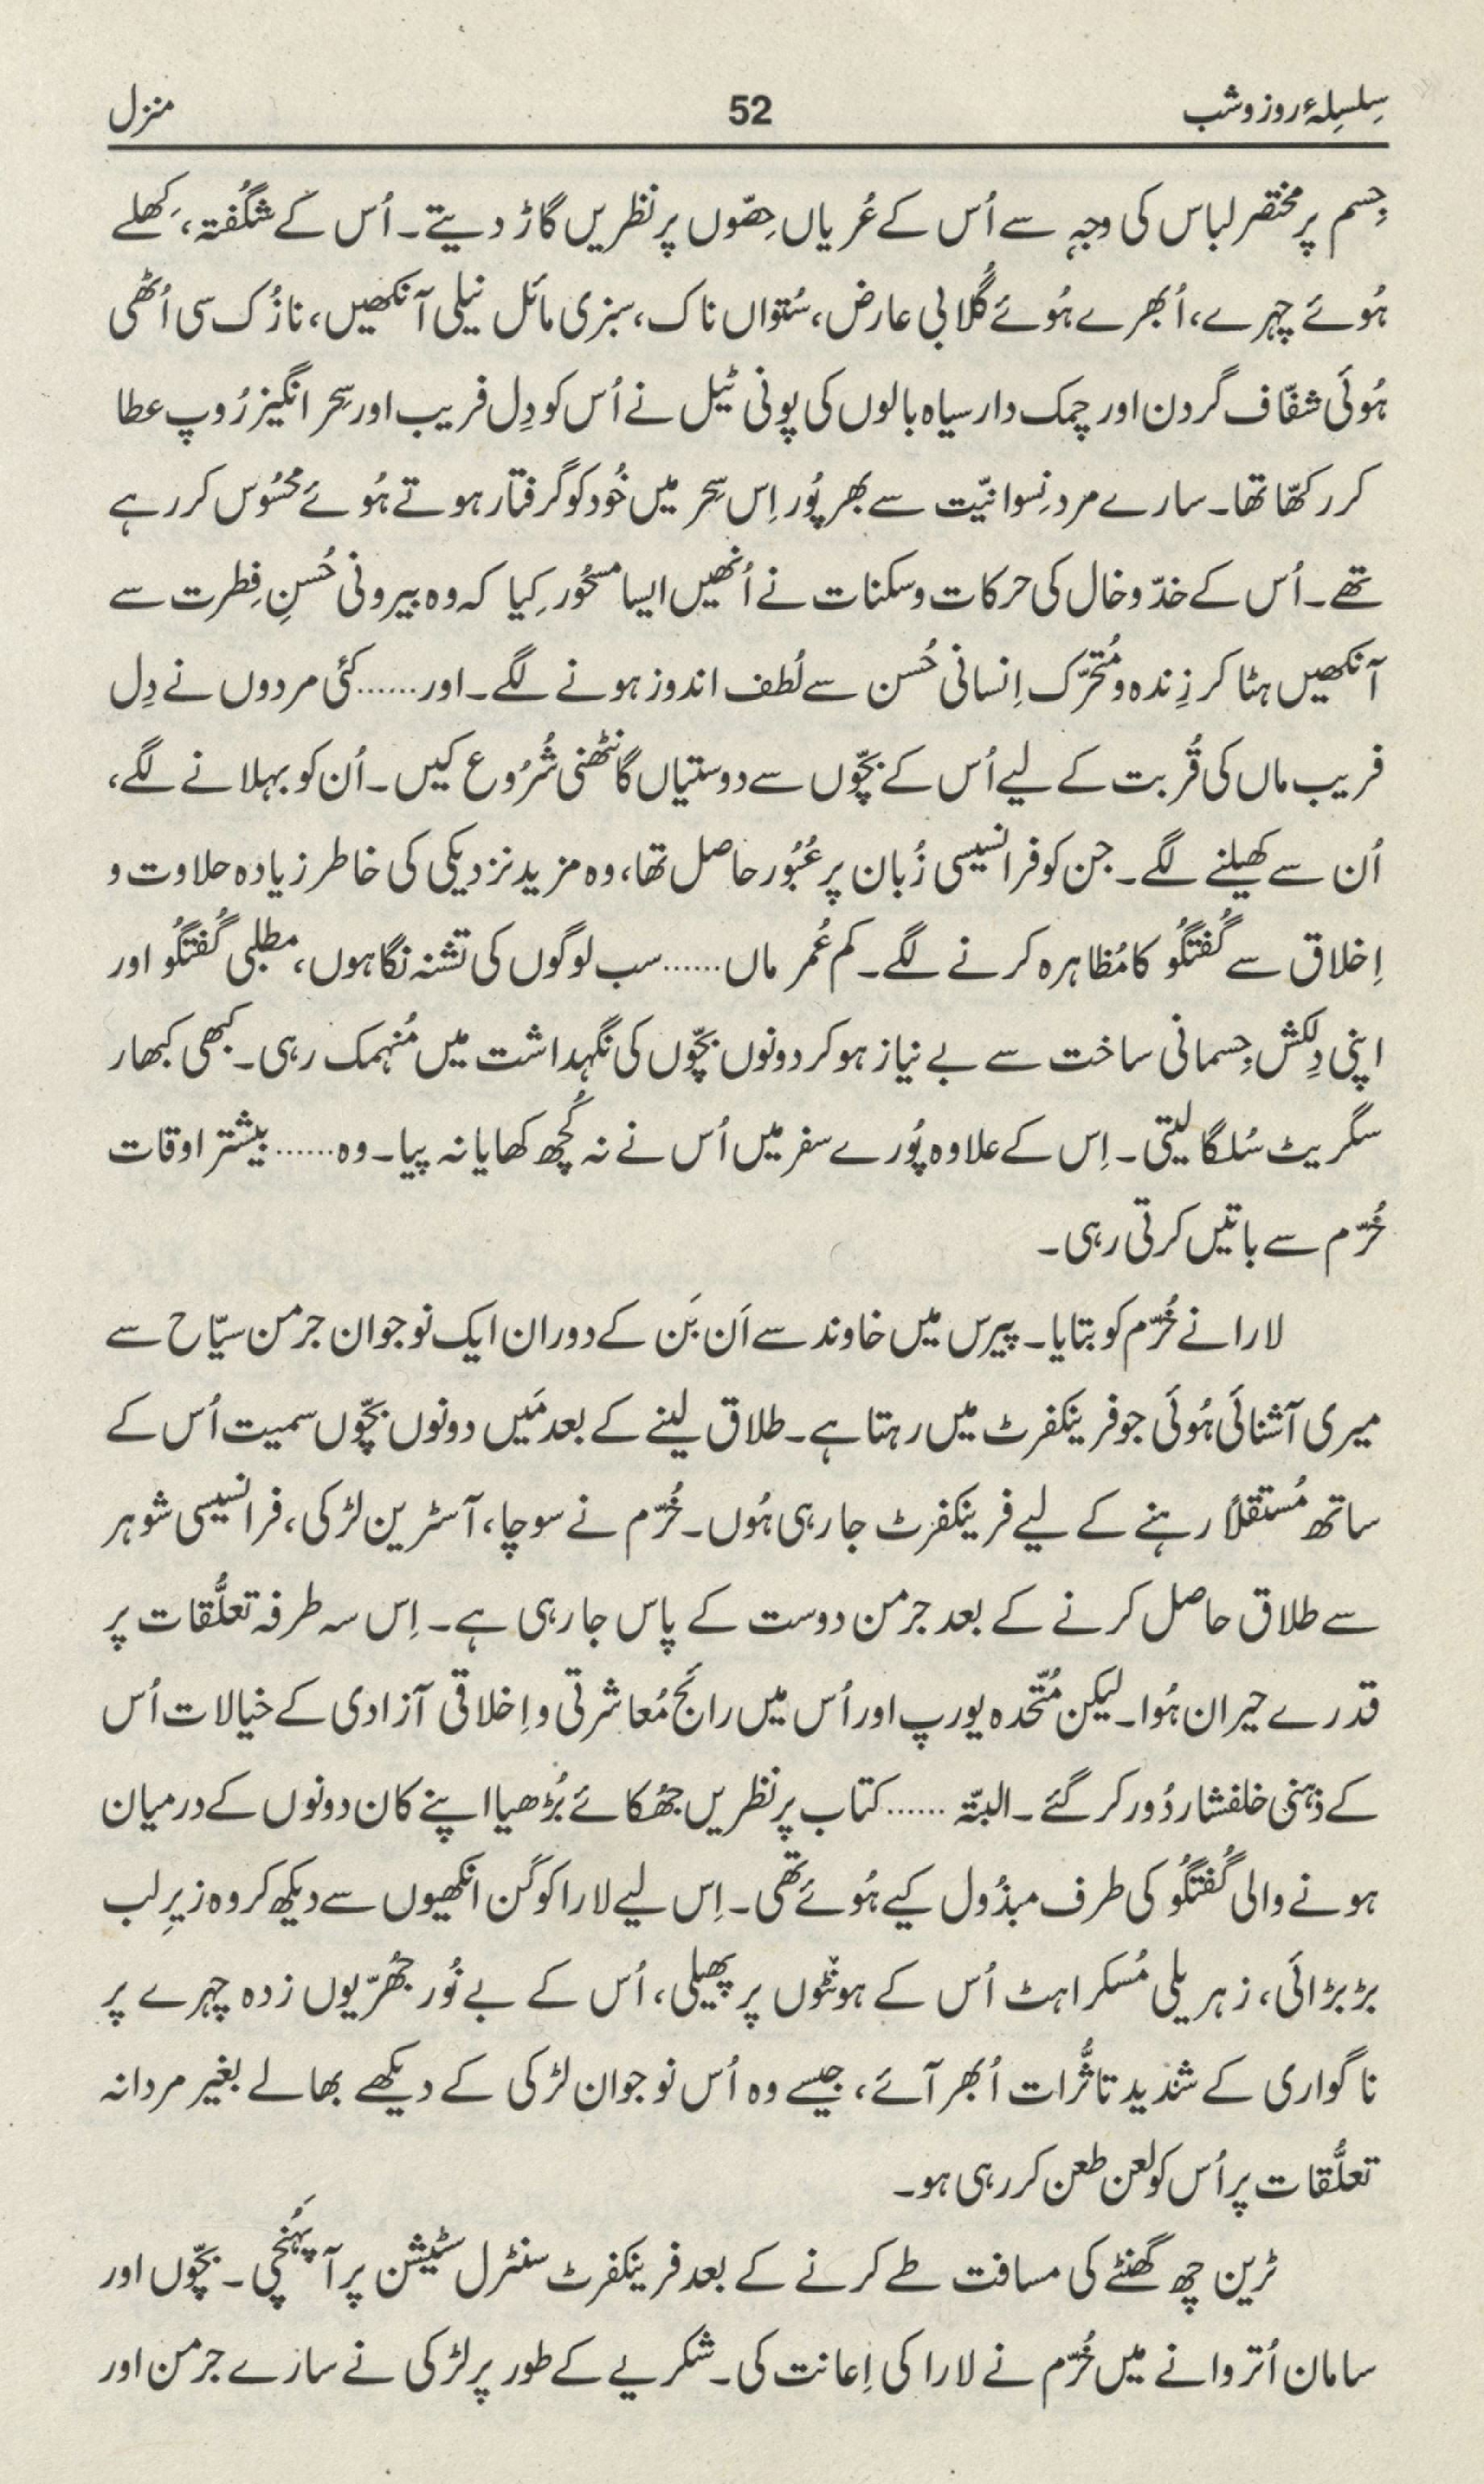 سِلسِلۂ روز و شب 52 منزل
جِسم پر مختصر لباس کی وجہ سے اُس کے عُریاں حِصّوں پر نظریں گاڑ دیتے۔ اُس کے شگُفتہ، کِھلے
ہُوئے چہرے، اُبھرے ہُوئے گُلابی عارض، سُتواں ناک، سبزی مائل نیلی آنکھیں، نازُک سی اُٹھی
ہُوئی شفّاف گردن اور چمک دار سیاہ بالوں کی پونی ٹیل نے اُس کو دِل فریب اور سِحر انگیز رُوپ عطا
کر رکھّا تھا۔ سارے مرد نِسوانیّت سے بھرپُور اِس سِحر میں خُود کو گرفتار ہوتے ہُوئے محسُوس کر رہے
تھے۔ اُس کے خدّ و خال کی حرکات و سکنات نے اُنھیں ایسا مسحُور کِیا کہ وہ بیرونی حُسنِ فِطرت سے
آنکھیں ہٹا کر زِندہ و مُتحرّک اِنسانی حُسن سے لُطف اندوز ہونے لگے۔ اور......کئی مردوں نے دِل
فریب ماں کی قُربت کے لیے اُس کے بچّوں سے دوستیاں گانٹھنی شُرُوع کیں۔ اُن کو بہلانے لگے،
اُن سے کھیلنے لگے۔ جن کو فرانسیسی زُبان پر عُبُور حاصل تھا، وہ مزید نزدیکی کی خاطر زیادہ حلاوت و
اِخلاق سے گُفتگُو کا مُظاہرہ کرنے لگے۔ کم عُمر ماں......سب لوگوں کی تشنہ نگاہوں، مطلبی گُفتگُو اور
اپنی دِلکش جِسمانی ساخت سے بے نیاز ہو کر دونوں بچّوں کی نگہداشت میں مُنہمک رہی۔ کبھی کبھار
سگریٹ سُلگا لیتی۔ اِس کے علاوہ پُورے سفر میں اُس نے نہ کُچھ کھایا نہ پیا۔ وہ......بیشتر اوقات
خُرّم سے باتیں کرتی رہی۔
لارا نے خُرّم کو بتایا۔ پیرس میں خاوند سے اَن بَن کے دوران ایک نوجوان جرمن سیّاح سے
میری آشنائی ہُوئی جو فرینکفرٹ میں رہتا ہے۔ طلاق لینے کے بعد مَیں دونوں بچّوں سمیت اُس کے
ساتھ مُستقلاً رہنے کے لیے فرینکفرٹ جا رہی ہُوں۔ خُرّم نے سوچا، آسٹرین لڑکی، فرانسیسی شوہر
سے طلاق حاصل کرنے کے بعد جرمن دوست کے پاس جا رہی ہے۔ اِس سہ طرفہ تعلُّقات پر
قدرے حیران ہُوا۔ لیکن مُتّحدہ یورپ اور اُس میں رائج مُعاشرتی و اِخلاقی آزادی کے خیالات اُس
کے ذہنی خلفشار دُور کر گئے۔ البتّہ ......کتاب پر نظریں جھُکائے بُڑھیا اپنے کان دونوں کے درمیان
ہونے والی گُفتگُو کی طرف مبذُول کیے ہُوئے تھی۔ اِس لیے لارا کو کَن انکھیوں سے دیکھ کر وہ زیرِ لب
بڑبڑائی، زہریلی مُسکراہٹ اُس کے ہونٹوں پر پھیلی، اُس کے بے نُور جھُرّیوں زدہ چہرے پر
ناگواری کے شدید تاثُّرات اُبھر آئے، جیسے وہ اُس نوجوان لڑکی کے دیکھے بھالے بغیر مردانہ
تعلُّقات پر اُس کو لعن طعن کر رہی ہو۔
ٹرین چھ گھنٹے کی مسافت طے کرنے کے بعد فرینکفرٹ سنٹرل سٹیشن پر آ پہُنچی۔ بچّوں اور
سامان اُتروانے میں خُرّم نے لارا کی اِعانت کی۔ شکریے کے طور پر لڑکی نے سارے جرمن اور